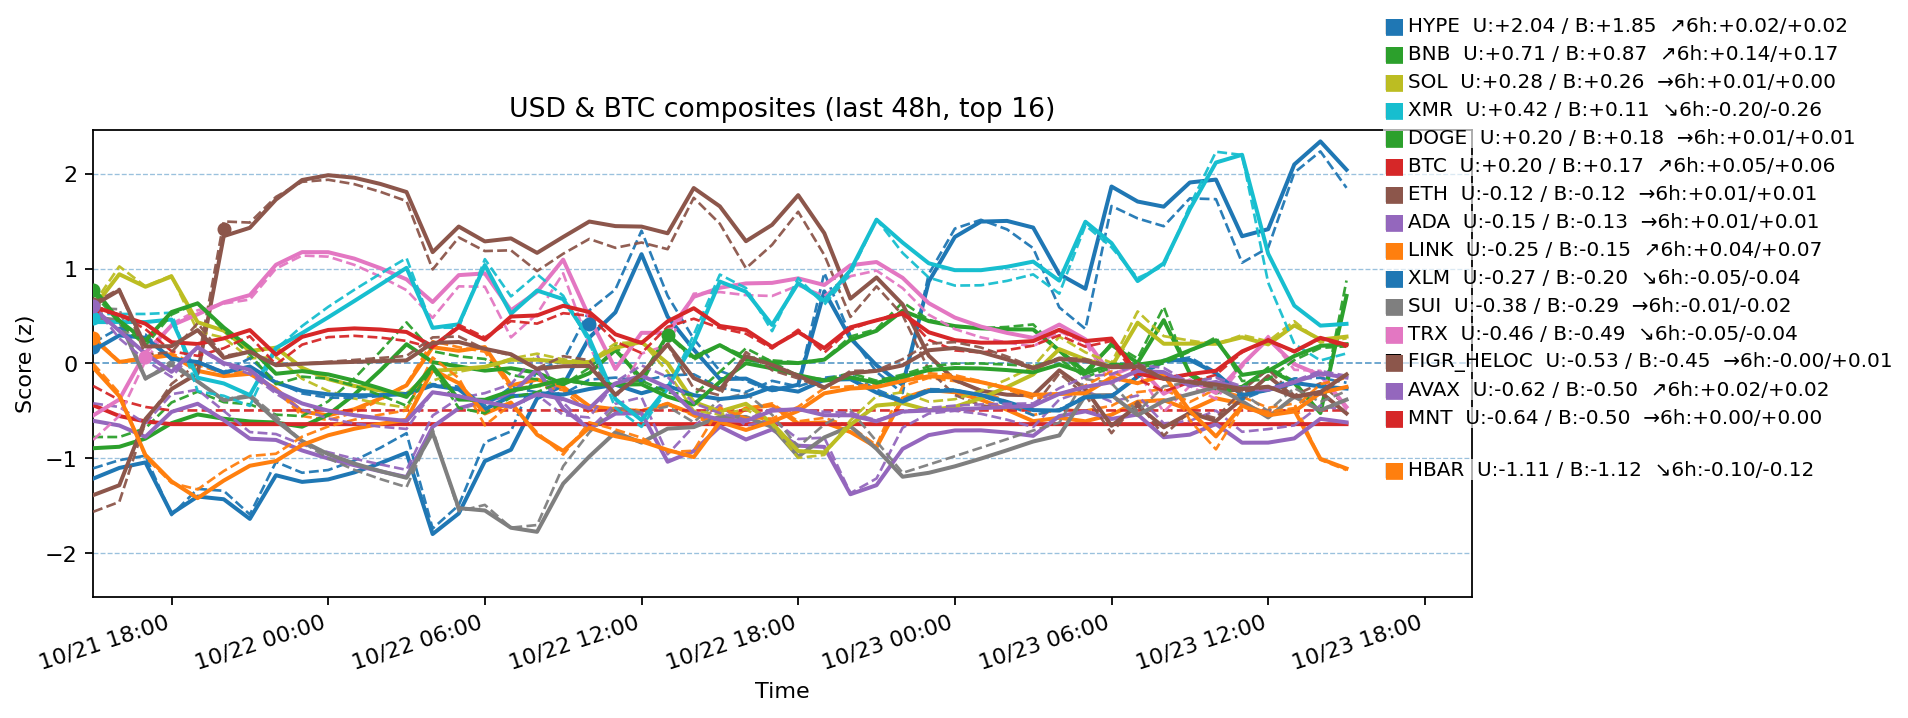 HYPE U:+2.04 / B:+1.85 ↗6h:+0.02/+0.02
BNB U:+0.71 / B:+0.87 ↗6h:+0.14/+0.17
SOL U:+0.28 / B:+0.26 →6h:+0.01/+0.00
XMR U:+0.42 / B:+0.11 ↘6h:-0.20/-0.26
DOGE U:+0.20 / B:+0.18 →6h:+0.01/+0.01
BTC U:+0.20 / B:+0.17 ↗6h:+0.05/+0.06
ETH U:-0.12 / B:-0.12 →6h:+0.01/+0.01
ADA U:-0.15 / B:-0.13 →6h:+0.01/+0.01
LINK U:-0.25 / B:-0.15 ↗6h:+0.04/+0.07
XLM U:-0.27 / B:-0.20 ↘6h:-0.05/-0.04
SUI U:-0.38 / B:-0.29 →6h:-0.01/-0.02
TRX U:-0.46 / B:-0.49 ↘6h:-0.05/-0.04
FIGR_HELOC U:-0.53 / B:-0.45 →6h:-0.00/+0.01
AVAX U:-0.62 / B:-0.50 ↗6h:+0.02/+0.02
MNT U:-0.64 / B:-0.50 →6h:+0.00/+0.00
HBAR U:-1.11 / B:-1.12 ↘6h:-0.10/-0.12
USD & BTC composites (last 48h, top 16)
Score (z)
2
1
0
−1
−2
10/21 18:00
10/22 00:00
10/22 06:00
10/22 12:00
10/22 18:00
10/23 00:00
10/23 06:00
10/23 12:00
10/23 18:00
Time